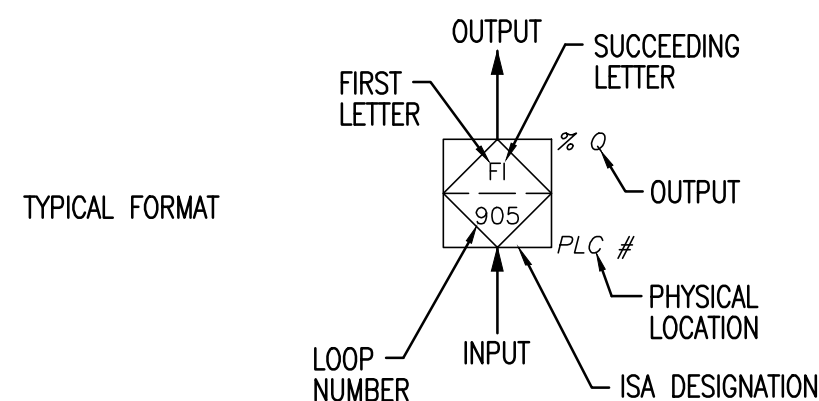 OUTPUT
SUCCEEDING
LETTER
FIRST
LETTER
% Q
FI
OUTPUT
TYPICAL FORMAT
905
PLC #
PHYSICAL
LOCATION
INPUT
LOOP
NUMBER
ISA DESIGNATION